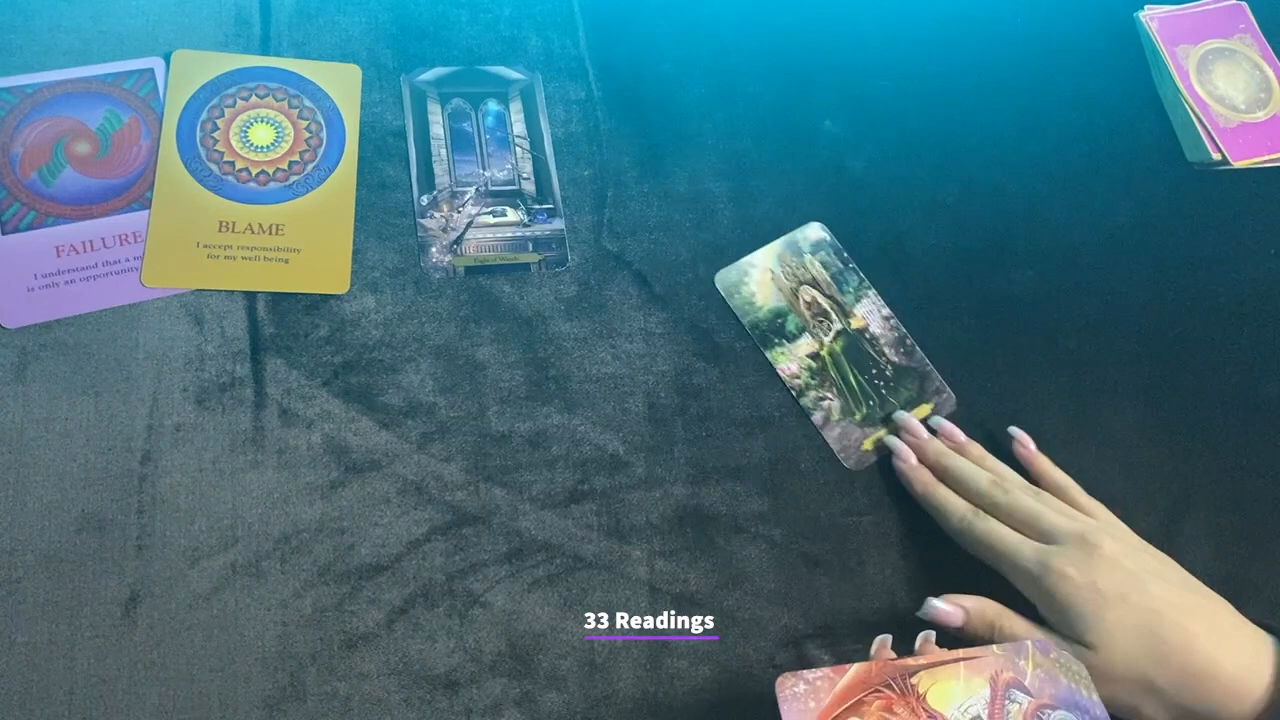 FAILURE
I understand that a m
is only an opportunity
BLAME
I accept responsibility
for my well being
Eight of Wands
33 Readings